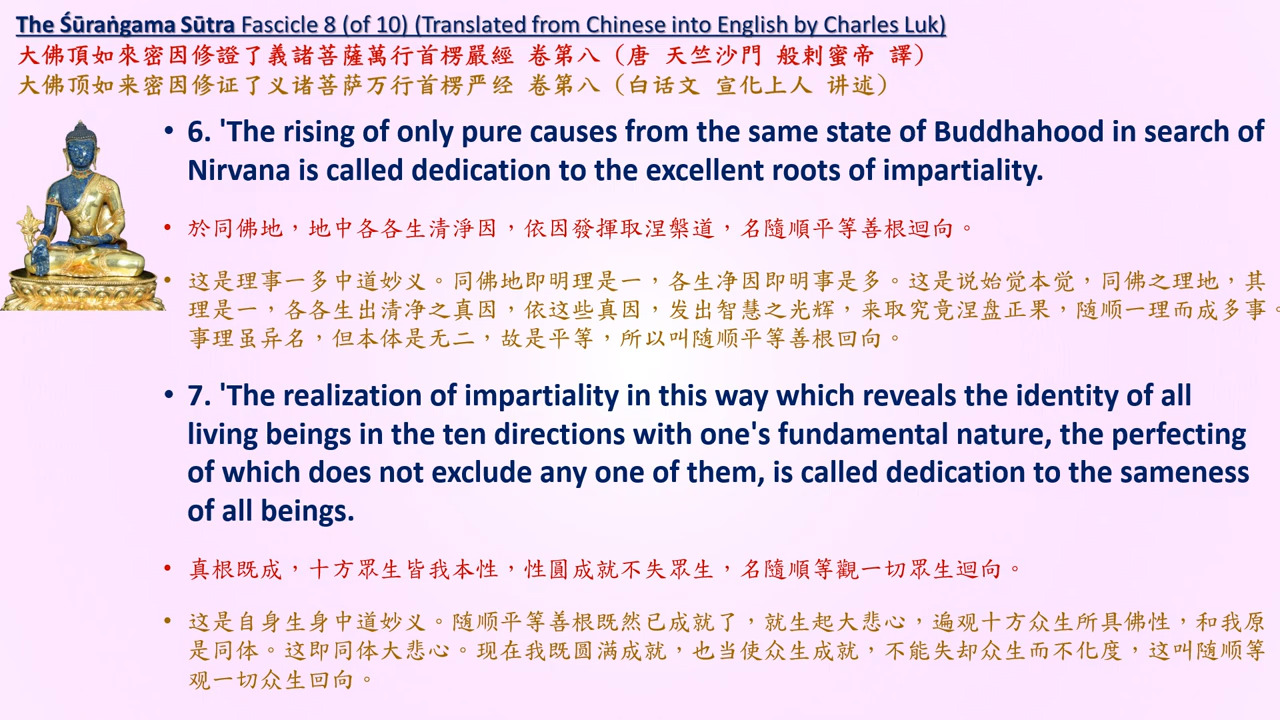 The Śūraṅgama Sūtra Fascicle 8 (of 10) (Translated from Chinese into English by Charles Luk)
大佛頂如來密因修證了義諸菩薩萬行首楞嚴經 卷第八（唐 天竺沙門 般剌蜜帝 譯）
大佛顶如来密因修证了义诸菩萨万行首楞严经 卷第八（白话文 宣化上人 讲述）
• 6. 'The rising of only pure causes from the same state of Buddhahood in search of
Nirvana is called dedication to the excellent roots of impartiality.
• 於同佛地，地中各各生清淨因，依因發揮取涅槃道，名隨順平等善根迴向。
• 这是理事一多中道妙义。同佛地即明理是一，各生净因即明事是多。这是说始觉本觉，同佛之理地，其
理是一，各各生出清净之真因，依这些真因，发出智慧之光辉，来取究竟涅盘正果，随顺一理而成多事。
事理虽异名，但本体是无二，故是平等，所以叫随顺平等善根回向。
• 7. 'The realization of impartiality in this way which reveals the identity of all
living beings in the ten directions with one's fundamental nature, the perfecting
of which does not exclude any one of them, is called dedication to the sameness
of all beings.
• 真根既成，十方眾生皆我本性，性圓成就不失眾生，名隨順等觀一切眾生迴向。
• 这是自身生身中道妙义。随顺平等善根既然已成就了，就生起大悲心，遍观十方众生所具佛性，和我原
是同体。这即同体大悲心。现在我既圆满成就，也当使众生成就，不能失却众生而不化度，这叫随顺等
观一切众生回向。